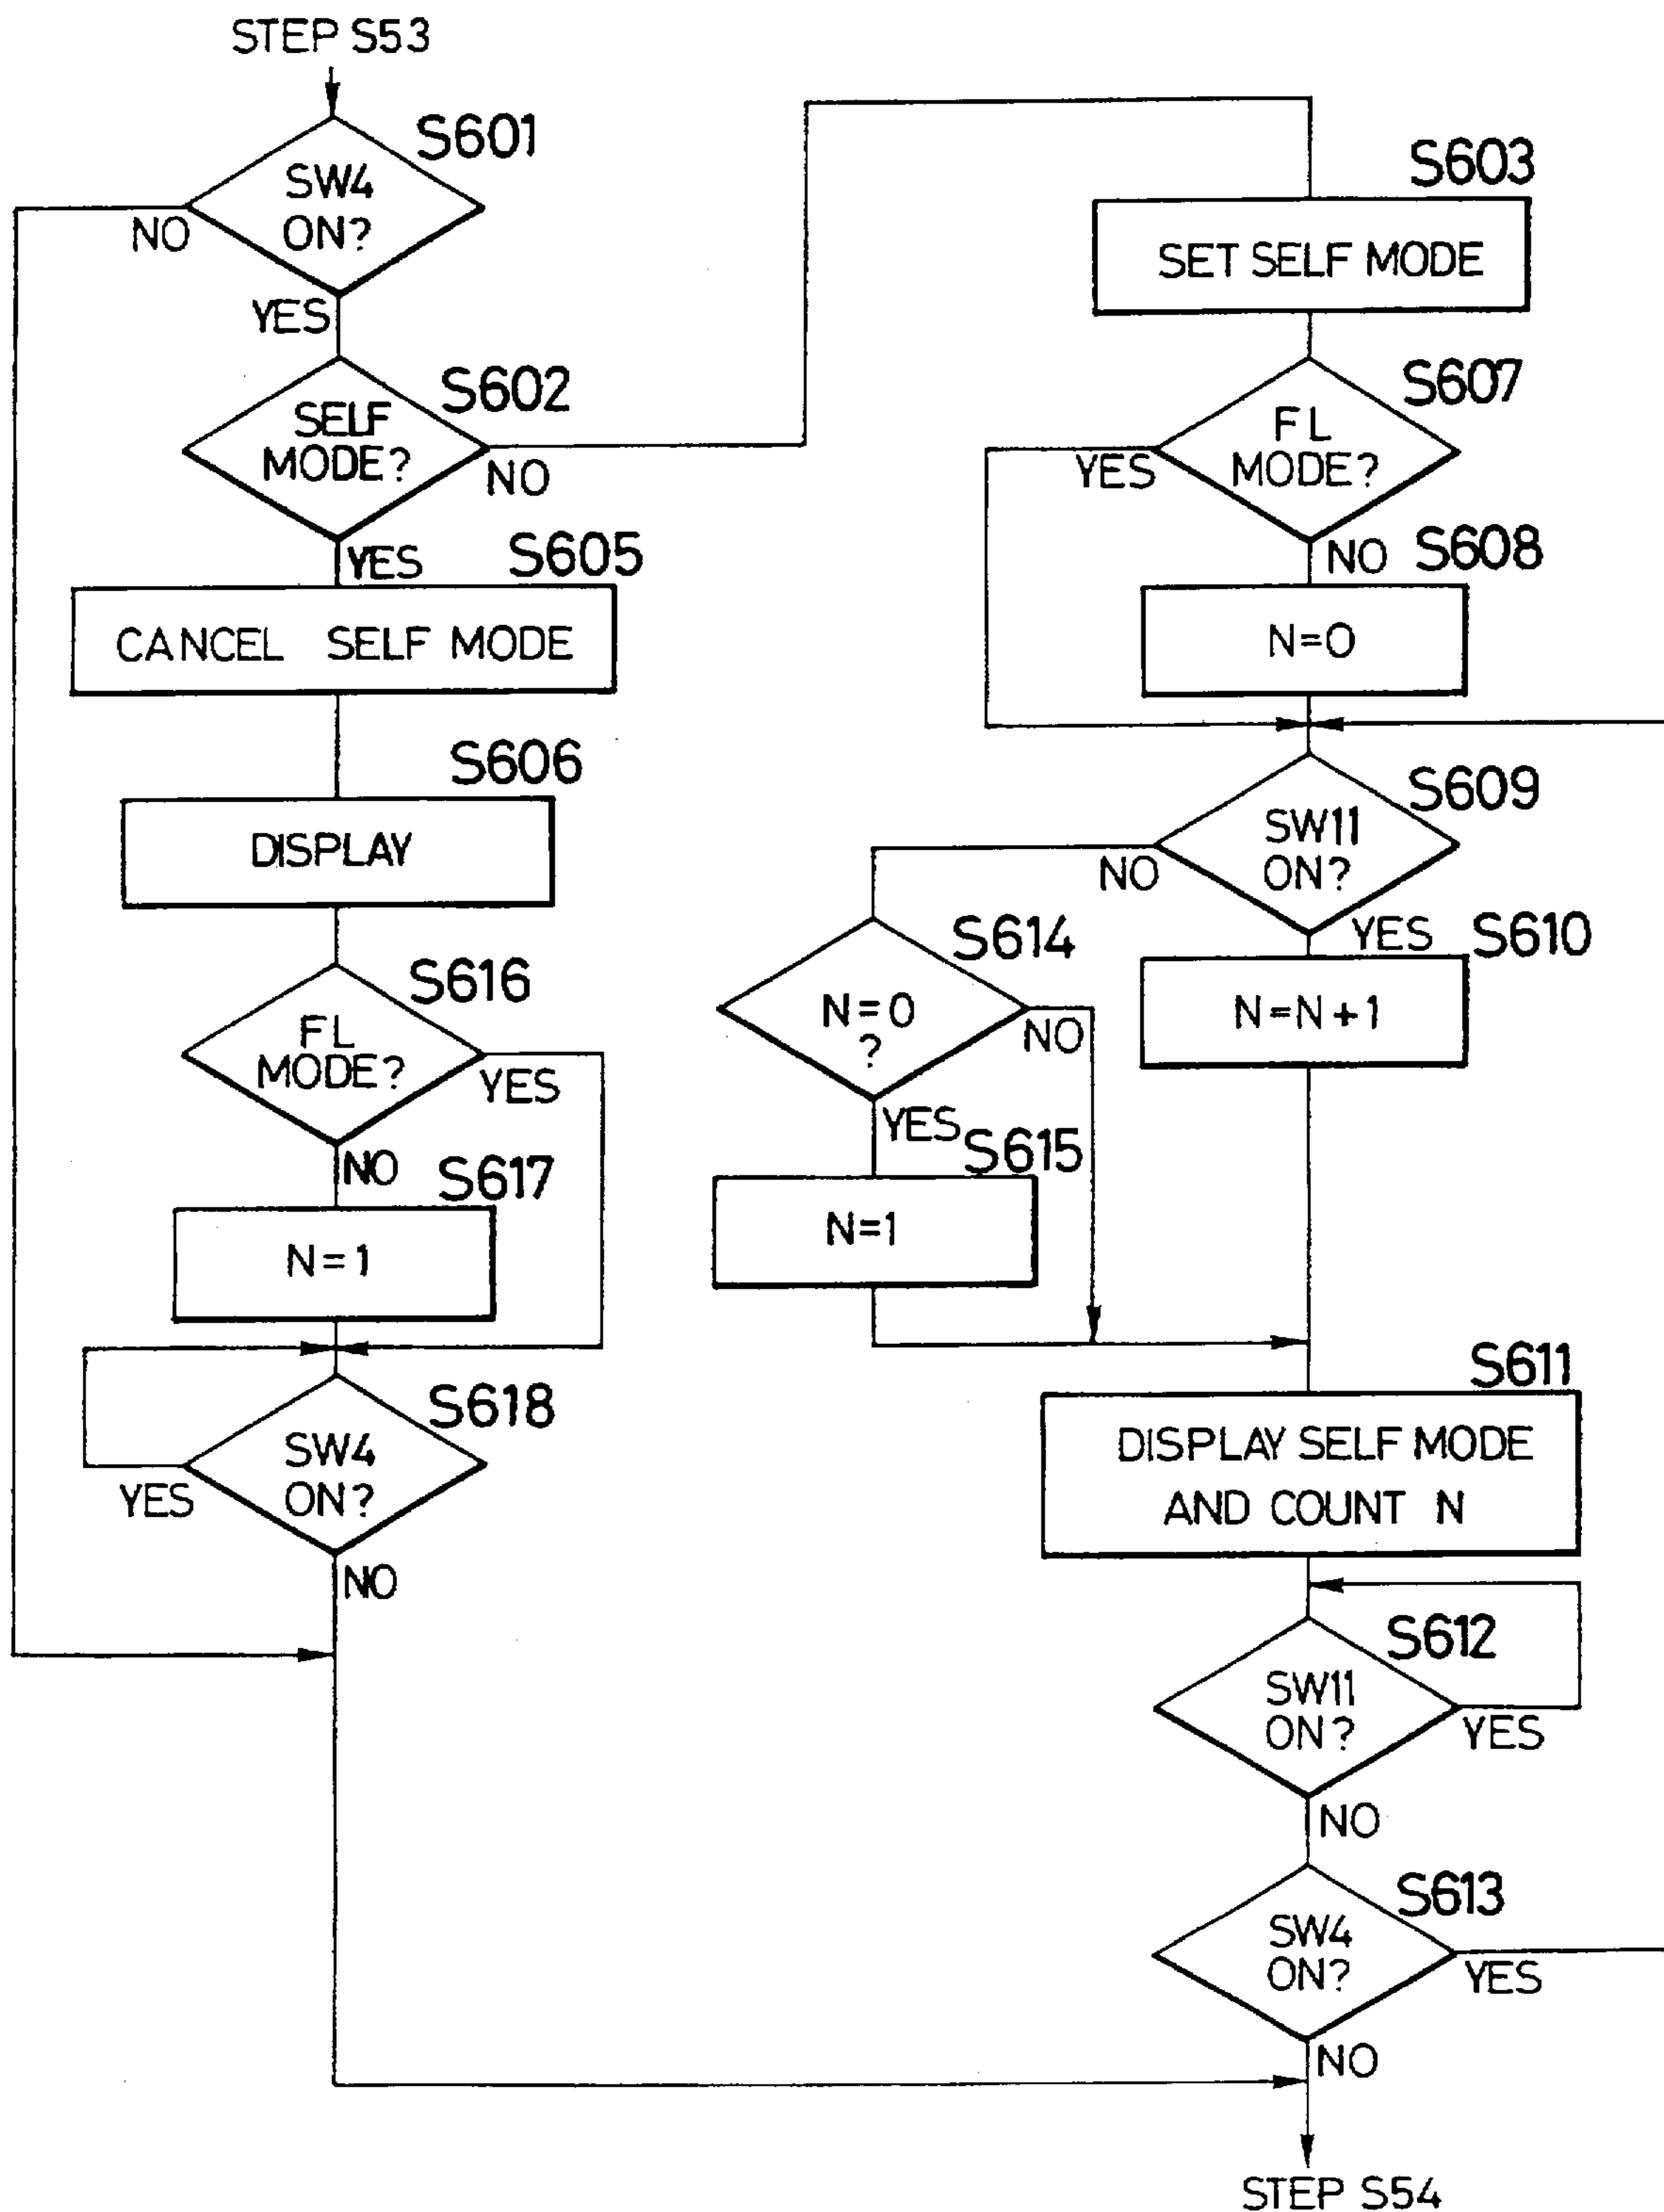 STEP S53
S601
SW4
ON?
NO
YES
S602
SELF
MODE?
NO
YES
S605
CANCEL SELF MODE
S606
DISPLAY
S616
FL
MODE?
YES
NO
S617
N=1
S618
SW4
ON?
YES
NO
S603
SET SELF MODE
S607
FL
MODE?
YES
NO
S608
N=0
S609
SW11
ON?
NO
YES
S610
N=N+1
S614
N=0
?
NO
YES
S615
N=1
S611
DISPLAY SELF MODE
AND COUNT N
S612
SW11
ON?
YES
NO
S613
SW4
ON?
YES
NO
STEP S54